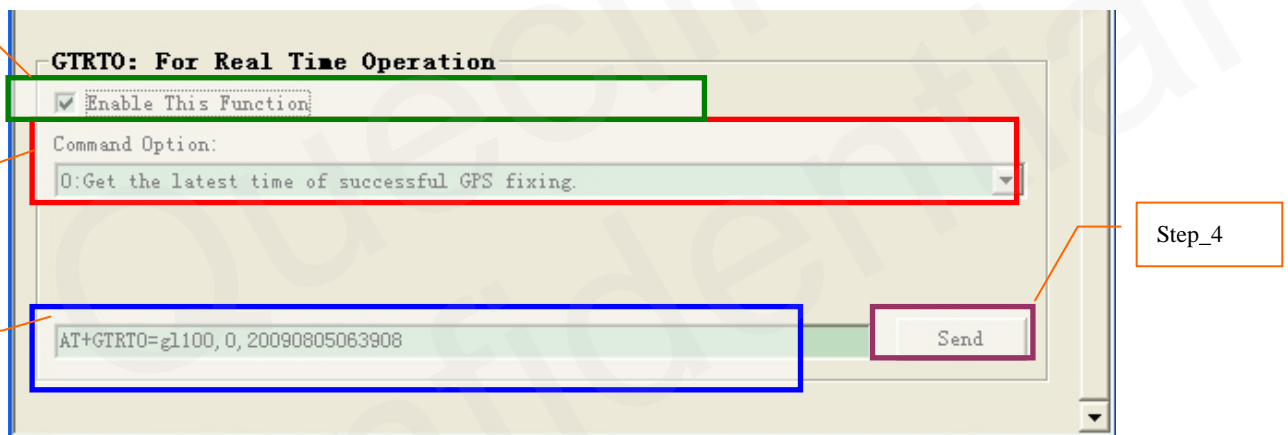 GTRTO: For Real Time Operation
Enable This Function
Command Option:
0:Get the latest time of successful GPS fixing.
Step_4
AT+GTRTO=gl100,0,20090805063908
Send